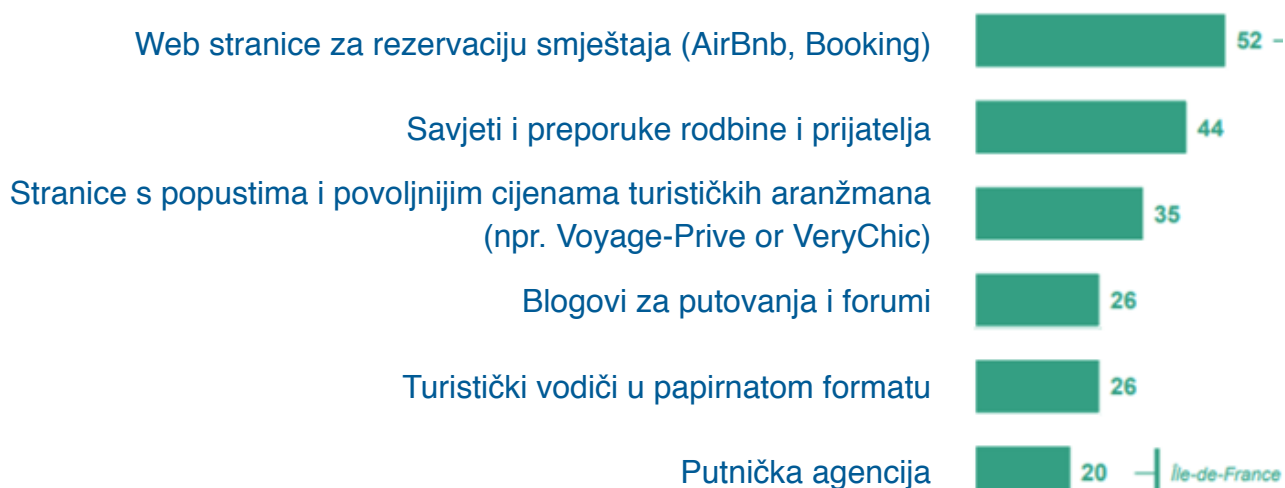 Web stranice za rezervaciju smještaja (AirBnb, Booking) 52
Savjeti i preporuke rodbine i prijatelja 44
Stranice s popustima i povoljnijim cijenama turističkih aranžmana
(npr. Voyage-Prive or VeryChic) 35
Blogovi za putovanja i forumi 26
Turistički vodiči u papirnatom formatu 26
Putnička agencija 20 Île-de-France